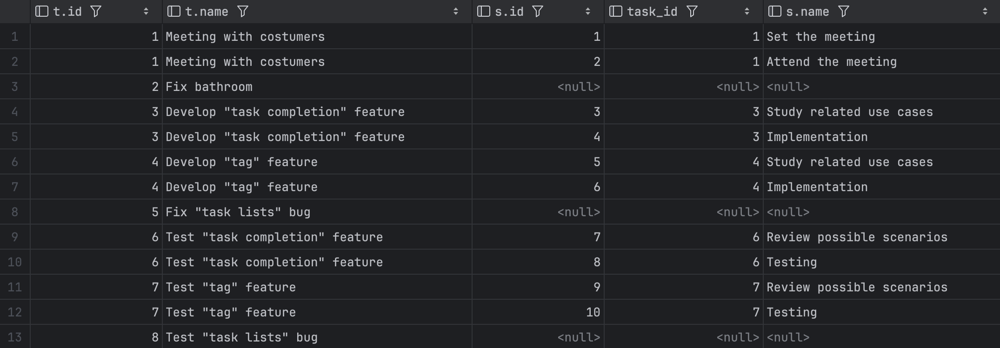 t.id t.name s.id task_id s.name
1 1 Meeting with costumers 1 1 Set the meeting
2 1 Meeting with costumers 2 1 Attend the meeting
3 2 Fix bathroom <null> <null> <null>
4 3 Develop "task completion" feature 3 3 Study related use cases
5 3 Develop "task completion" feature 4 3 Implementation
6 4 Develop "tag" feature 5 4 Study related use cases
7 4 Develop "tag" feature 6 4 Implementation
8 5 Fix "task lists" bug <null> <null> <null>
9 6 Test "task completion" feature 7 6 Review possible scenarios
10 6 Test "task completion" feature 8 6 Testing
11 7 Test "tag" feature 9 7 Review possible scenarios
12 7 Test "tag" feature 10 7 Testing
13 8 Test "task lists" bug <null> <null> <null>